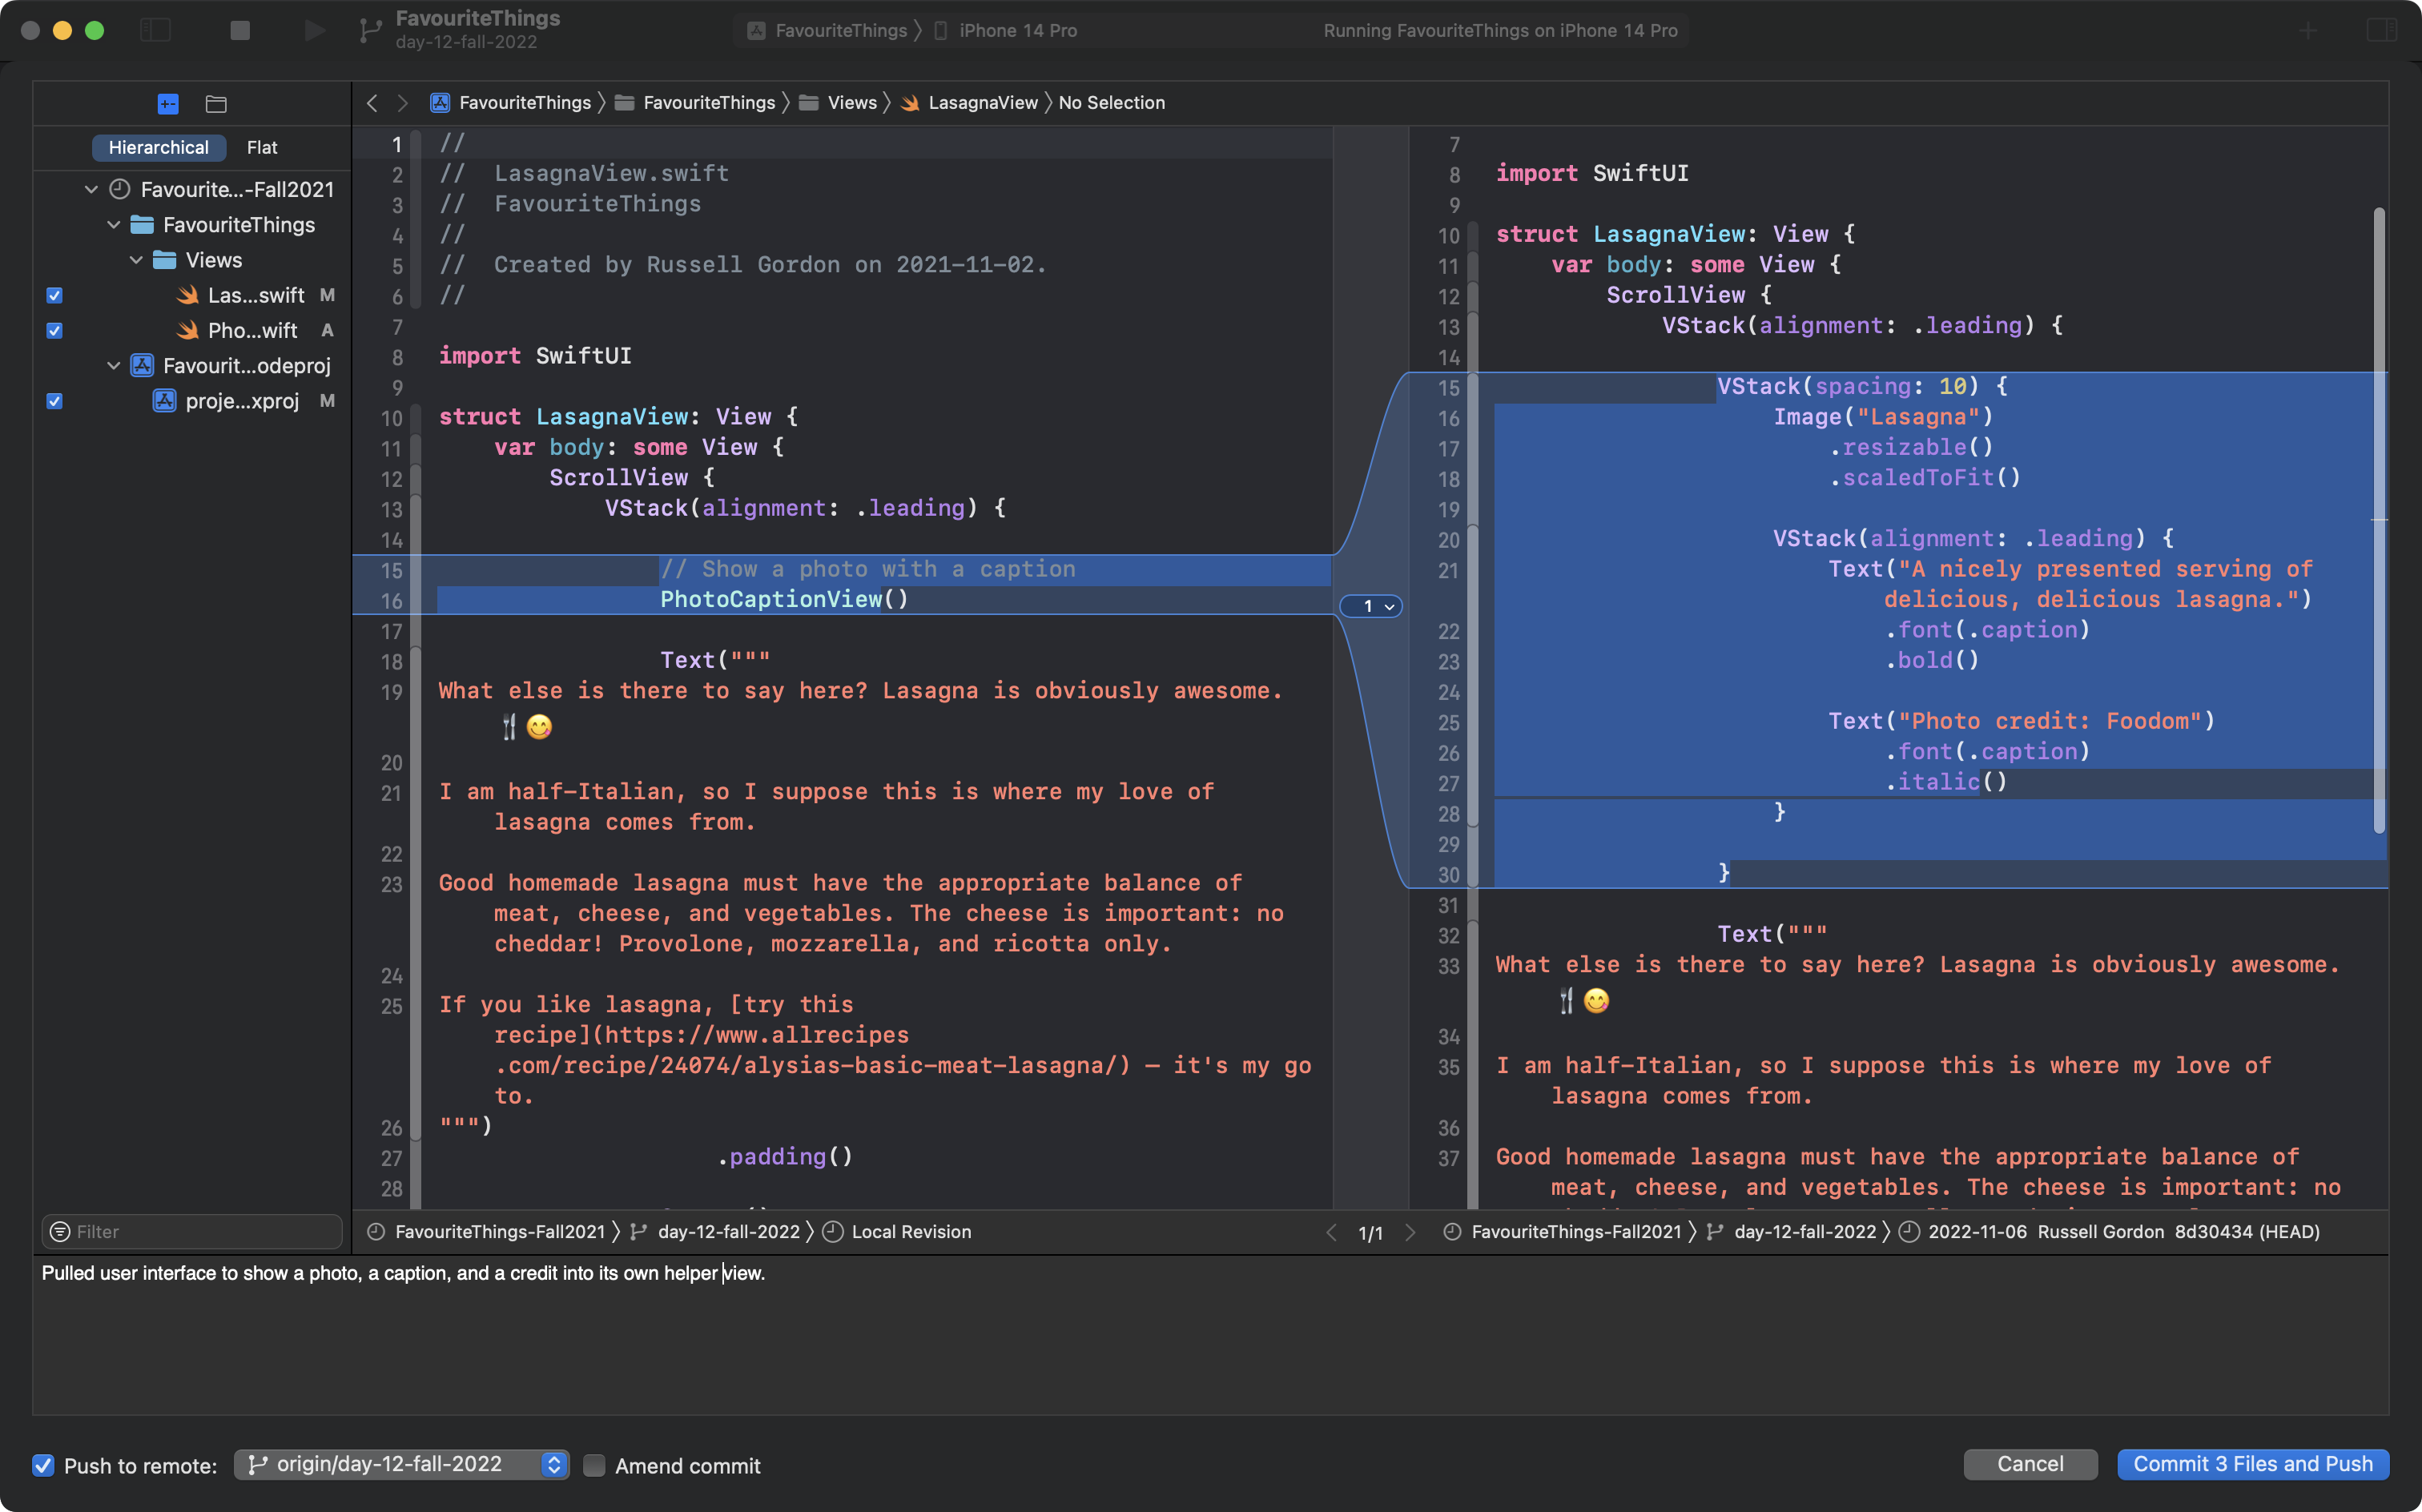 FavouriteThings
day-12-fall-2022
FavouriteThings
iPhone 14 Pro
Running FavouriteThings on iPhone 14 Pro
FavouriteThings
FavouriteThings
Views
LasagnaView
No Selection
Hierarchical
Flat
Favourite...-Fall2021
FavouriteThings
Views
Las...swift M
Pho...wift A
Favourit...odeproj
proje...xproj M
Filter
1 //
2 //  LasagnaView.swift
3 //  FavouriteThings
4 //
5 //  Created by Russell Gordon on 2021-11-02.
6 //
7
8 import SwiftUI
9
10 struct LasagnaView: View {
11     var body: some View {
12         ScrollView {
13             VStack(alignment: .leading) {
14
15                 // Show a photo with a caption
16                 PhotoCaptionView()
17
18                 Text("""
19 What else is there to say here? Lasagna is obviously awesome.
🍴😋
20
21 I am half-Italian, so I suppose this is where my love of
lasagna comes from.
22
23 Good homemade lasagna must have the appropriate balance of
meat, cheese, and vegetables. The cheese is important: no
cheddar! Provolone, mozzarella, and ricotta only.
24
25 If you like lasagna, [try this
recipe](https://www.allrecipes
.com/recipe/24074/alysias-basic-meat-lasagna/) — it's my go
to.
26 """)
27                     .padding()
28
1
7
8 import SwiftUI
9
10 struct LasagnaView: View {
11     var body: some View {
12         ScrollView {
13             VStack(alignment: .leading) {
14
15                 VStack(spacing: 10) {
16                     Image("Lasagna")
17                         .resizable()
18                         .scaledToFit()
19
20                     VStack(alignment: .leading) {
21                         Text("A nicely presented serving of
delicious, delicious lasagna.")
22                             .font(.caption)
23                             .bold()
24
25                         Text("Photo credit: Foodom")
26                             .font(.caption)
27                             .italic()
28                     }
29
30                 }
31
32                 Text("""
33 What else is there to say here? Lasagna is obviously awesome.
🍴😋
34
35 I am half-Italian, so I suppose this is where my love of
lasagna comes from.
36
37 Good homemade lasagna must have the appropriate balance of
meat, cheese, and vegetables. The cheese is important: no
FavouriteThings-Fall2021
day-12-fall-2022
Local Revision
1/1
FavouriteThings-Fall2021
day-12-fall-2022
2022-11-06 Russell Gordon 8d30434 (HEAD)
Pulled user interface to show a photo, a caption, and a credit into its own helper view.
Push to remote:
origin/day-12-fall-2022
Amend commit
Cancel
Commit 3 Files and Push